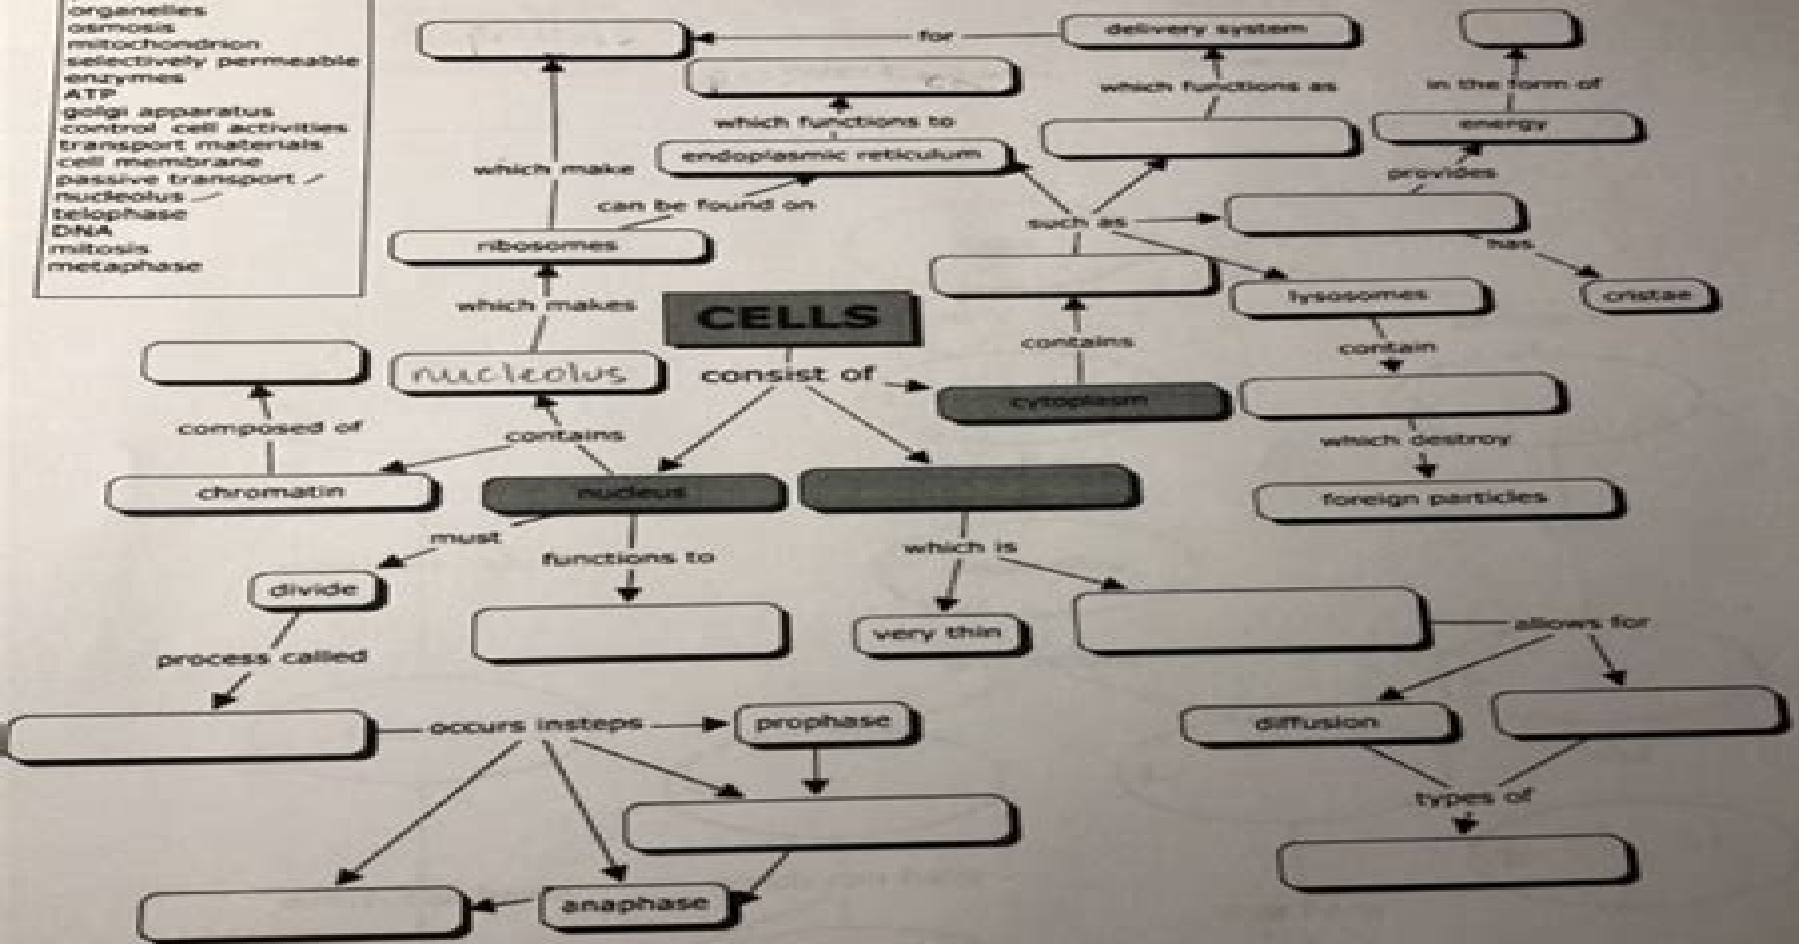 organelles
osmosis
mitochondrion
selectively permeable
enzymes
ATP
golgi apparatus
control cell activities
transport materials
cell membrane
passive transport
nucleolus
telophase
DNA
mitosis
metaphase
for
delivery system
which functions as
in the form of
which functions to
energy
endoplasmic reticulum
which make
provides
can be found on
such as
ribosomes
has
lysosomes
cristae
which makes
CELLS
contains
contain
nucleolus
consist of
cytoplasm
composed of
contains
which destroy
chromatin
nucleus
foreign particles
must
functions to
which is
divide
very thin
allows for
process called
occurs insteps
prophase
diffusion
types of
anaphase